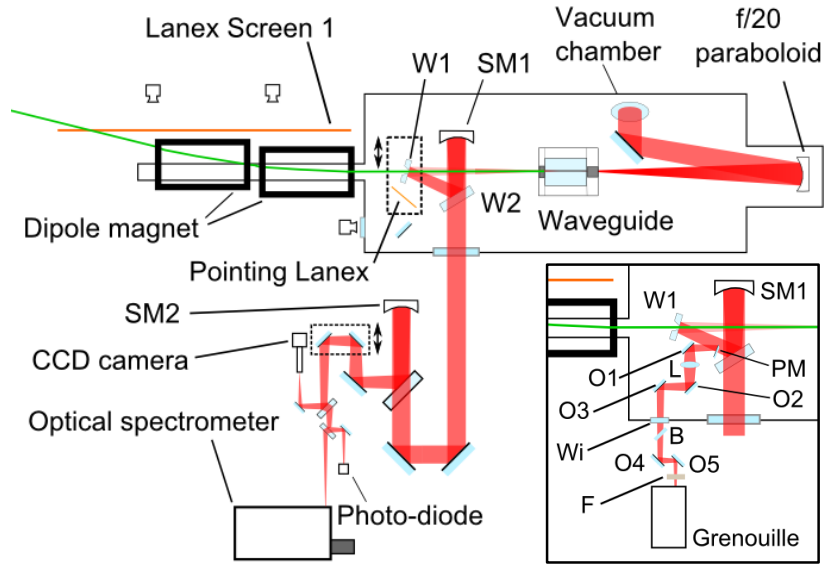 Lanex Screen 1
W1
SM1
Vacuum
chamber
f/20
paraboloid
Dipole magnet
W2
Waveguide
Pointing Lanex
SM2
CCD camera
Optical spectrometer
Photo-diode
W1
SM1
O1
L
PM
O3
O2
Wi
B
O4
O5
F
Grenouille